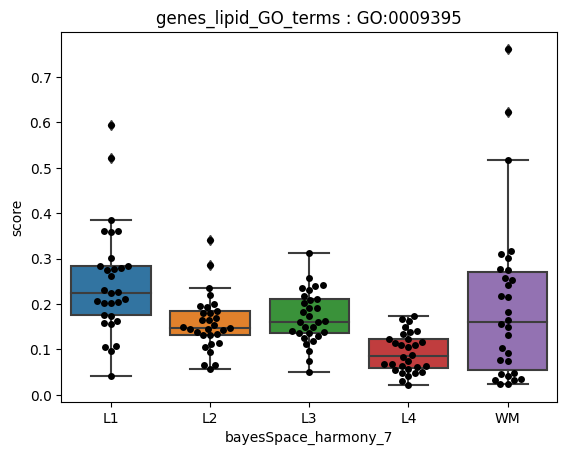 genes_lipid_GO_terms : GO:0009395
score
0.7
0.6
0.5
0.4
0.3
0.2
0.1
0.0
L1 L2 L3 L4 WM
bayesSpace_harmony_7